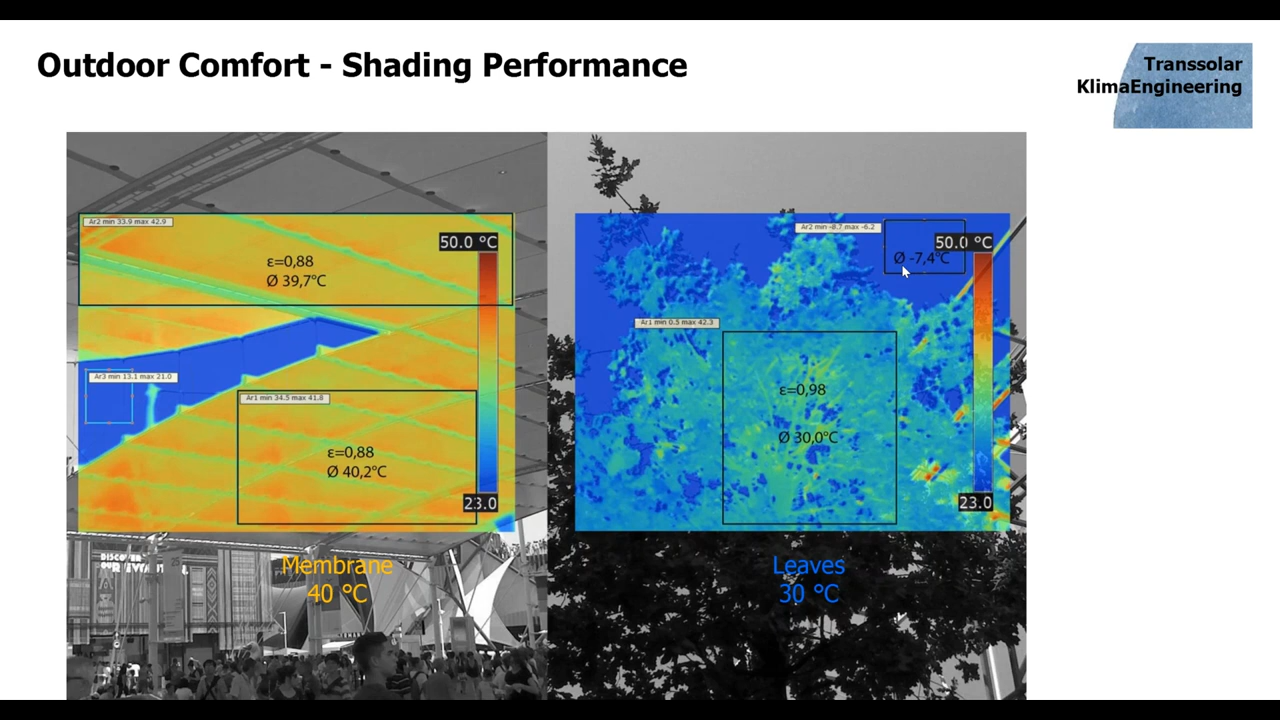 Outdoor Comfort - Shading Performance
Transsolar
KlimaEngineering
Ar2 min 33.9 max 42.9
50.0 °C
ε=0,88
Ø 39,7°C
Ar3 min 13.1 max 21.0
Ar1 min 34.5 max 41.8
ε=0,88
Ø 40,2°C
23.0
DISCOVER
Membrane
40 °C
Ar2 min -8.7 max -6.2
50.0 °C
Ø -7,4°C
Ar1 min 0.5 max 42.3
ε=0,98
Ø 30,0°C
23.0
Leaves
30 °C